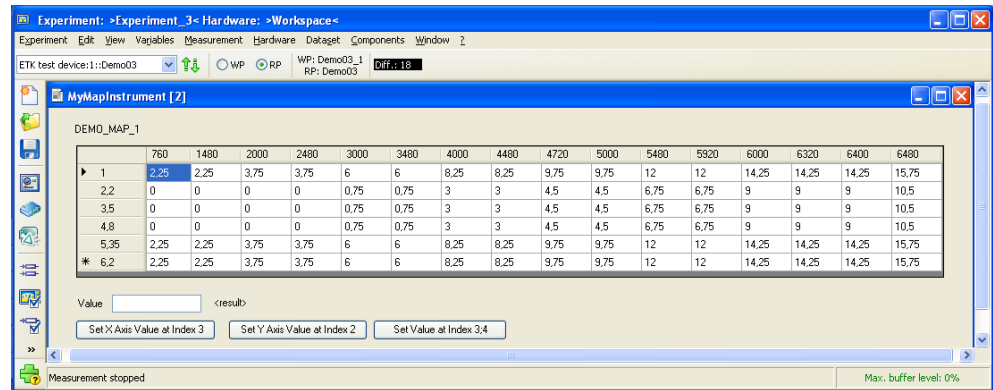 Experiment: >Experiment_3< Hardware: >Workspace<
Experiment Edit View Variables Measurement Hardware Dataset Components Window ?
ETK test device:1::Demo03 WP RP WP: Demo03_1 Diff.: 18
RP: Demo03
MyMapInstrument [2]
DEMO_MAP_1
760 1480 2000 2480 3000 3480 4000 4480 4720 5000 5480 5920 6000 6320 6400 6480
1 2,25 2,25 3,75 3,75 6 6 8,25 8,25 9,75 9,75 12 12 14,25 14,25 14,25 15,75
2,2 0 0 0 0 0,75 0,75 3 3 4,5 4,5 6,75 6,75 9 9 9 10,5
3,5 0 0 0 0 0,75 0,75 3 3 4,5 4,5 6,75 6,75 9 9 9 10,5
4,8 0 0 0 0 0,75 0,75 3 3 4,5 4,5 6,75 6,75 9 9 9 10,5
5,35 2,25 2,25 3,75 3,75 6 6 8,25 8,25 9,75 9,75 12 12 14,25 14,25 14,25 15,75
* 6,2 2,25 2,25 3,75 3,75 6 6 8,25 8,25 9,75 9,75 12 12 14,25 14,25 14,25 15,75
Value <result>
Set X Axis Value at Index 3 Set Y Axis Value at Index 2 Set Value at Index 3;4
Measurement stopped Max. buffer level: 0%